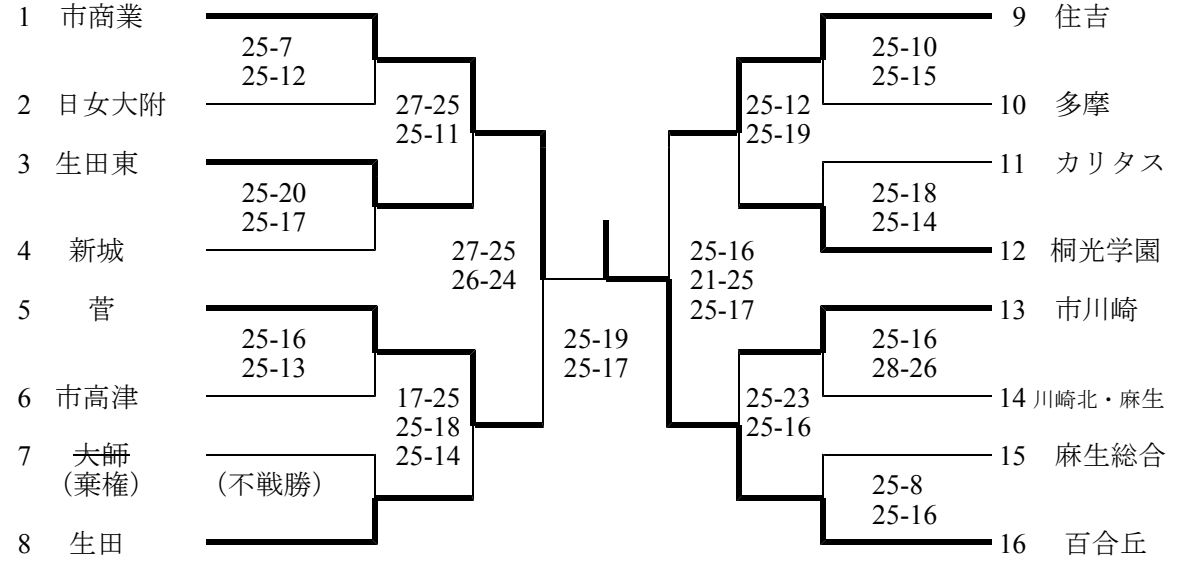 1 市商業
25-7
25-12
2 日女大附
27-25
25-11
3 生田東
25-20
25-17
4 新城
27-25
26-24
5 菅
25-16
25-13
6 市高津
17-25
25-18
25-14
7 大師
(棄権) (不戦勝)
8 生田
25-19
25-17
9 住吉
25-10
25-15
10 多摩
25-12
25-19
11 カリタス
25-18
25-14
12 桐光学園
25-16
21-25
25-17
13 市川崎
25-16
28-26
14 川崎北・麻生
25-23
25-16
15 麻生総合
25-8
25-16
16 百合丘